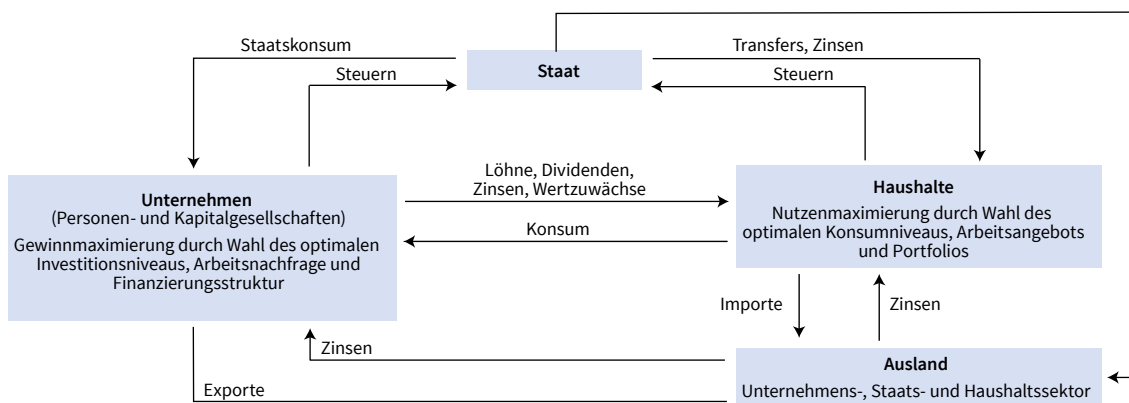 Staatskonsum
Transfers, Zinsen
Staat
Steuern
Steuern
Unternehmen
(Personen- und Kapitalgesellschaften)
Gewinnmaximierung durch Wahl des optimalen
Investitionsniveaus, Arbeitsnachfrage und
Finanzierungsstruktur
Löhne, Dividenden,
Zinsen, Wertzuwächse
Konsum
Haushalte
Nutzenmaximierung durch Wahl des
optimalen Konsumniveaus, Arbeitsangebots
und Portfolios
Importe
Zinsen
Zinsen
Exporte
Ausland
Unternehmens-, Staats- und Haushaltssektor